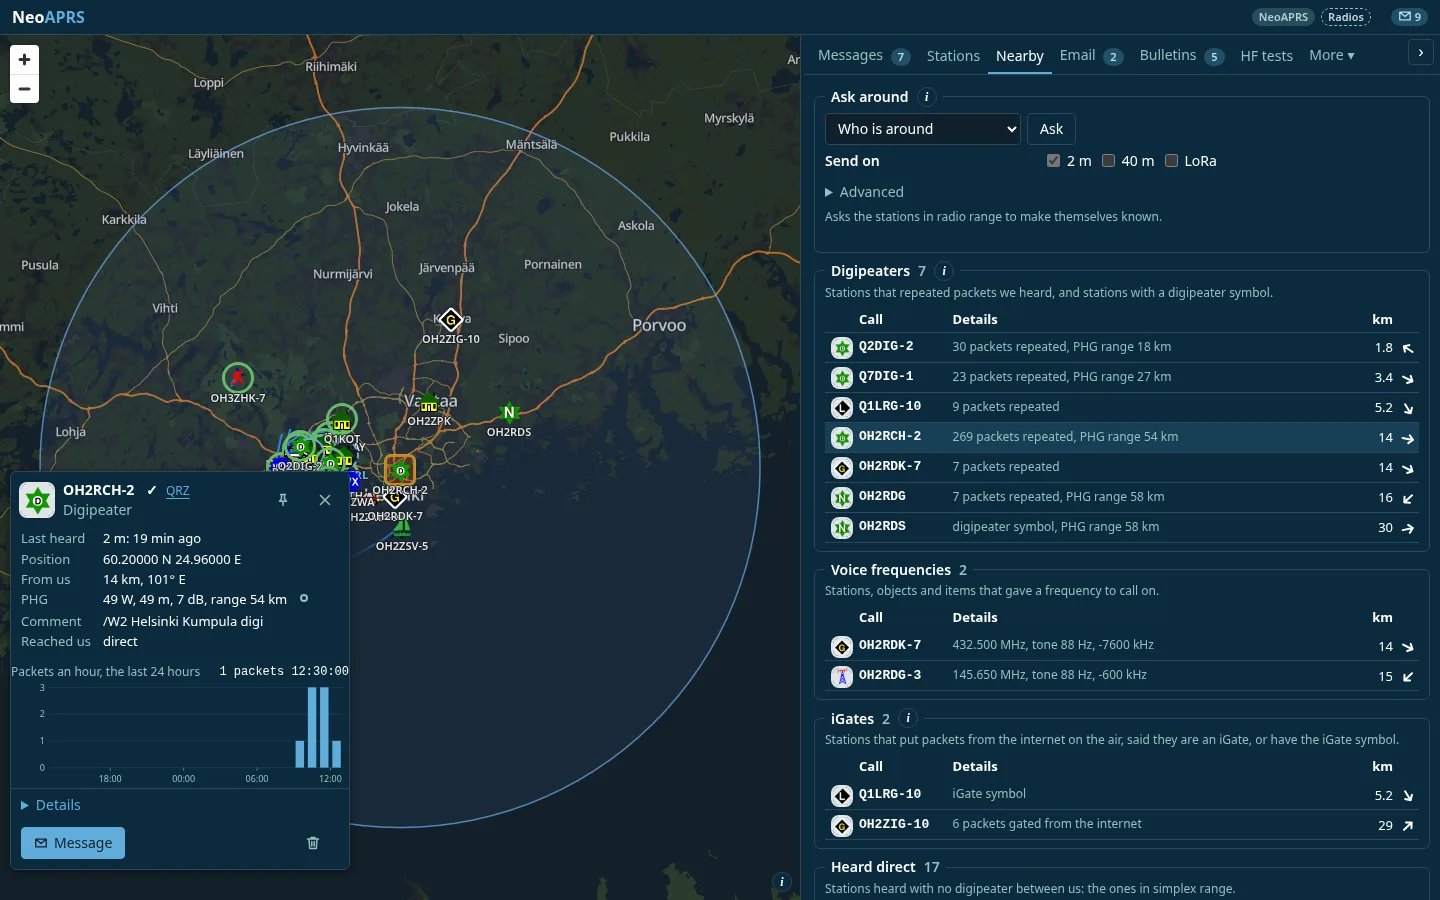 NeoAPRS
NeoAPRS
Radios
9
+
−
Riihimäki
Loppi
Myrskylä
Pukkila
Mäntsälä
Hyvinkää
Läyliäinen
Jokela
Karkkila
Askola
Pusula
Nurmijärvi
Järvenpää
Pornainen
Vihti
Porvoo
Sipoo
OH2ZIG-10
OH3ZHK-7
Lohja
OH2ZPK
OH2RDS
Q1KOT
Q2DIG-2
OH2RCH-2
OH2RDK-7
OH2ZSV-5
OH2RCH-2 ✓ QRZ
Digipeater
Last heard 2 m: 19 min ago
Position 60.20000 N 24.96000 E
From us 14 km, 101° E
PHG 49 W, 49 m, 7 dB, range 54 km
Comment /W2 Helsinki Kumpula digi
Reached us direct
Packets an hour, the last 24 hours 1 packets 12:30:00
3
2
1
0
18:00 00:00 06:00 12:00
▶ Details
Message
i
Messages 7 Stations Nearby Email 2 Bulletins 5 HF tests More ▾ ›
Ask around i
Who is around Ask
Send on 2 m 40 m LoRa
▶ Advanced
Asks the stations in radio range to make themselves known.
Digipeaters 7 i
Stations that repeated packets we heard, and stations with a digipeater symbol.
Call Details km
Q2DIG-2 30 packets repeated, PHG range 18 km 1.8
Q7DIG-1 23 packets repeated, PHG range 27 km 3.4
Q1LRG-10 9 packets repeated 5.2
OH2RCH-2 269 packets repeated, PHG range 54 km 14
OH2RDK-7 7 packets repeated 14
OH2RDG 7 packets repeated, PHG range 58 km 16
OH2RDS digipeater symbol, PHG range 58 km 30
Voice frequencies 2
Stations, objects and items that gave a frequency to call on.
Call Details km
OH2RDK-7 432.500 MHz, tone 88 Hz, -7600 kHz 14
OH2RDG-3 145.650 MHz, tone 88 Hz, -600 kHz 15
iGates 2 i
Stations that put packets from the internet on the air, said they are an iGate, or have the iGate symbol.
Call Details km
Q1LRG-10 iGate symbol 5.2
OH2ZIG-10 6 packets gated from the internet 29
Heard direct 17
Stations heard with no digipeater between us: the ones in simplex range.